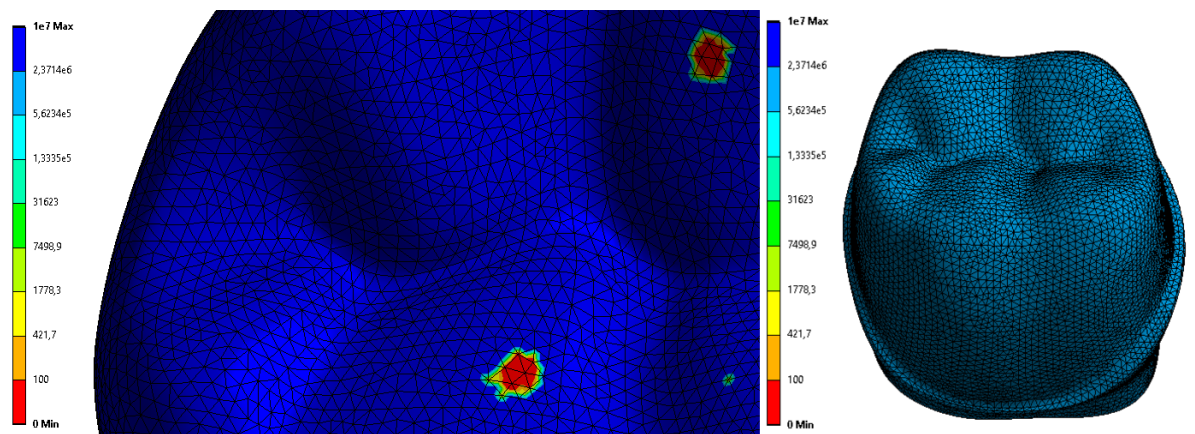 1e7 Max
2,3714e6
5,6234e5
1,3335e5
31623
7498,9
1778,3
421,7
100
0 Min
1e7 Max
2,3714e6
5,6234e5
1,3335e5
31623
7498,9
1778,3
421,7
100
0 Min